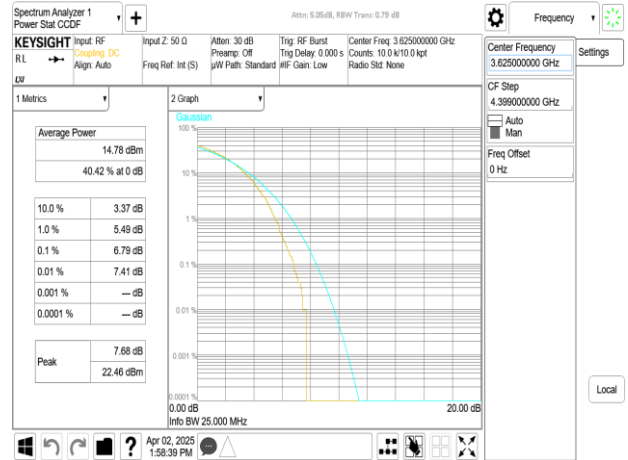 Spectrum Analyzer 1
Power Stat CCDF
Attn: 5.05dB, RBW Trans: 0.79 dB
Frequency
KEYSIGHT
RL
LXI
Input: RF
Coupling: DC
Align: Auto
Input Z: 50 Ω
Freq Ref: Int (S)
Atten: 30 dB
Preamp: Off
µW Path: Standard
Trig: RF Burst
Trig Delay: 0.000 s
#IF Gain: Low
Center Freq: 3.625000000 GHz
Counts: 10.0 k/10.0 kpt
Radio Std: None
Center Frequency
3.625000000 GHz
Settings
CF Step
4.399000000 GHz
Auto
Man
Freq Offset
0 Hz
1 Metrics
Average Power
14.78 dBm
40.42 % at 0 dB
10.0 % 3.37 dB
1.0 % 5.49 dB
0.1 % 6.79 dB
0.01 % 7.41 dB
0.001 % --- dB
0.0001 % --- dB
Peak
7.68 dB
22.46 dBm
2 Graph
Gaussian
100 %
10 %
1 %
0.1 %
0.01 %
0.001 %
0.0001 %
0.00 dB 20.00 dB
Info BW 25.000 MHz
Local
?
Apr 02, 2025
1:58:39 PM